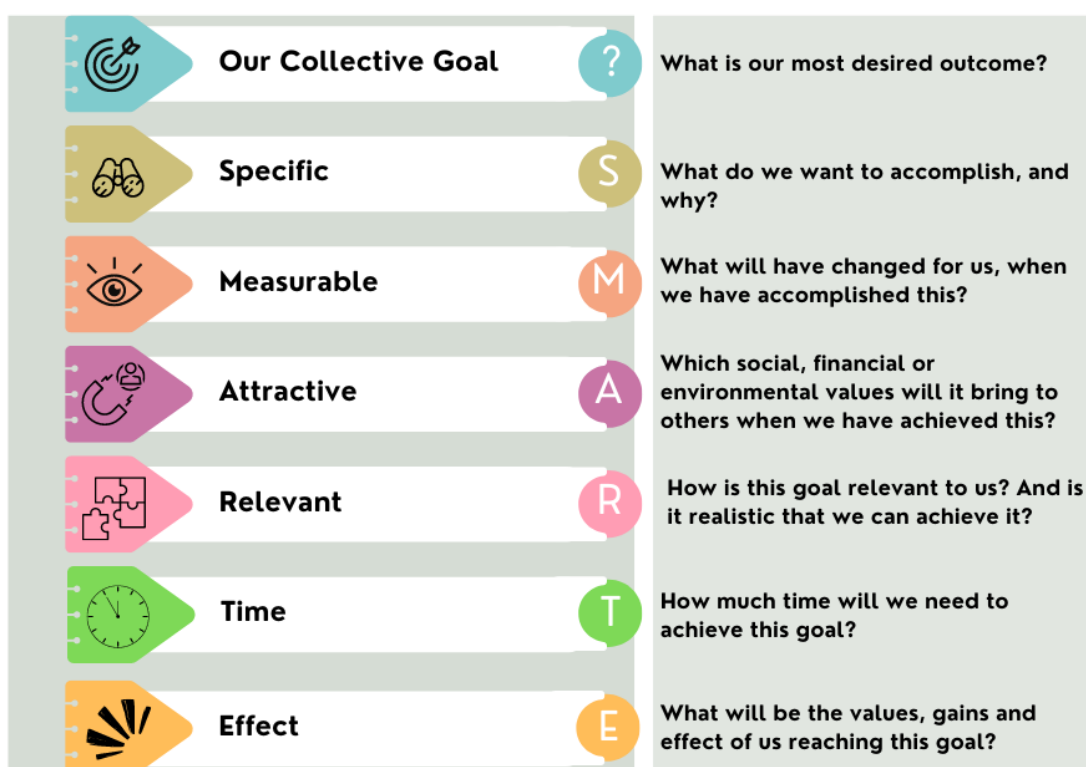 Our Collective Goal
?
What is our most desired outcome?
Specific
S
What do we want to accomplish, and
why?
Measurable
M
What will have changed for us, when
we have accomplished this?
Attractive
A
Which social, financial or
environmental values will it bring to
others when we have achieved this?
Relevant
R
How is this goal relevant to us? And is
it realistic that we can achieve it?
Time
T
How much time will we need to
achieve this goal?
Effect
E
What will be the values, gains and
effect of us reaching this goal?